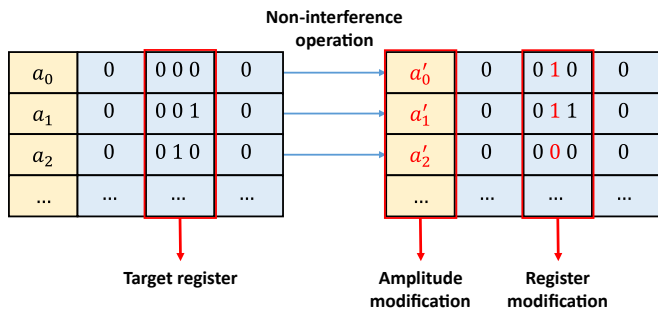 Non-interference
operation
a₀ 0 0 0 0 0 a′₀ 0 0 1 0 0
a₁ 0 0 0 1 0 a′₁ 0 0 1 1 0
a₂ 0 0 1 0 0 a′₂ 0 0 0 0 0
... ... ... ... ... ... ... ...
Target register
Amplitude
modification
Register
modification